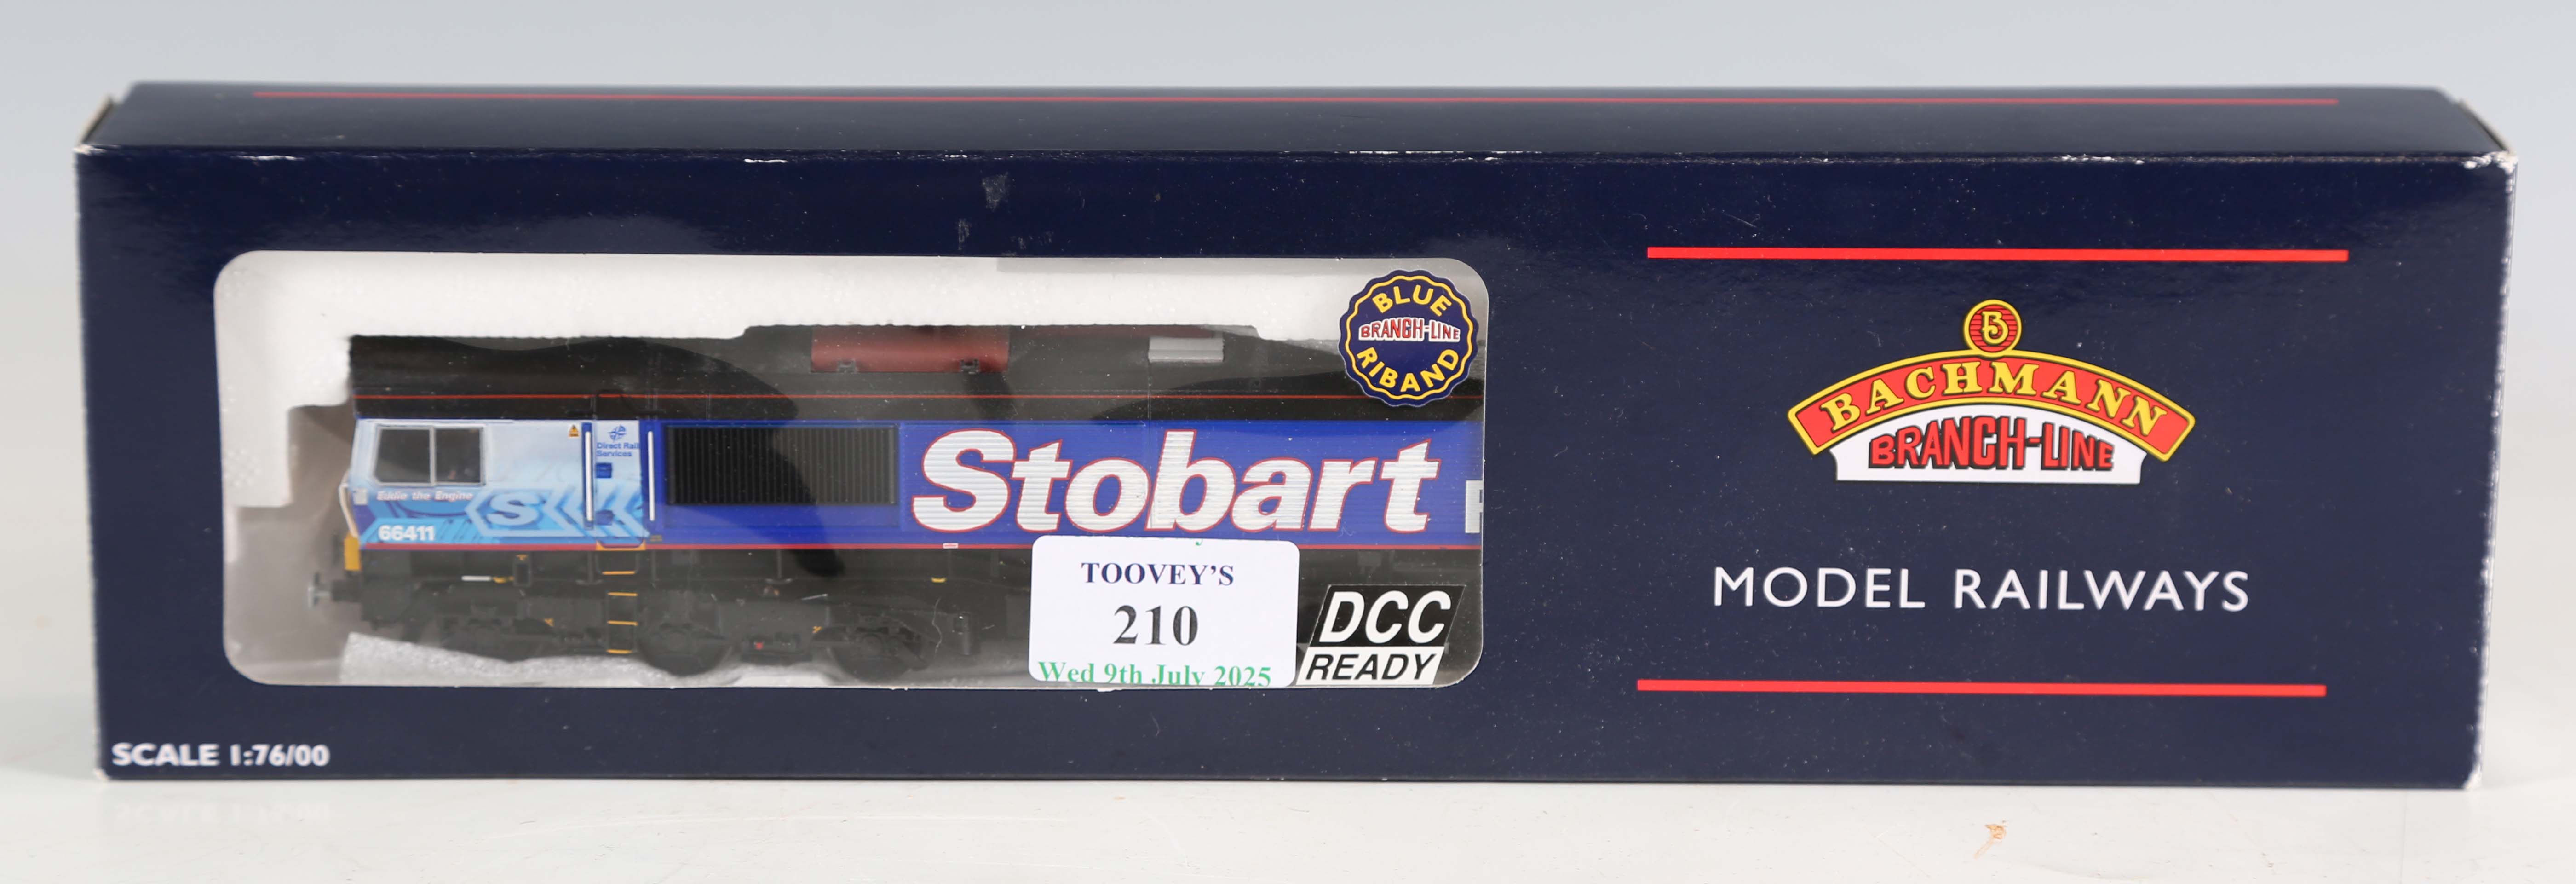 BLUE
BRANCH-LINE
RIBAND
Direct Rail
Services
Eddie the Engine
S
66411
Stobart
TOOVEY'S
210
Wed 9th July 2025
DCC
READY
SCALE 1:76/00
B
BACHMANN
BRANCH-LINE
MODEL RAILWAYS